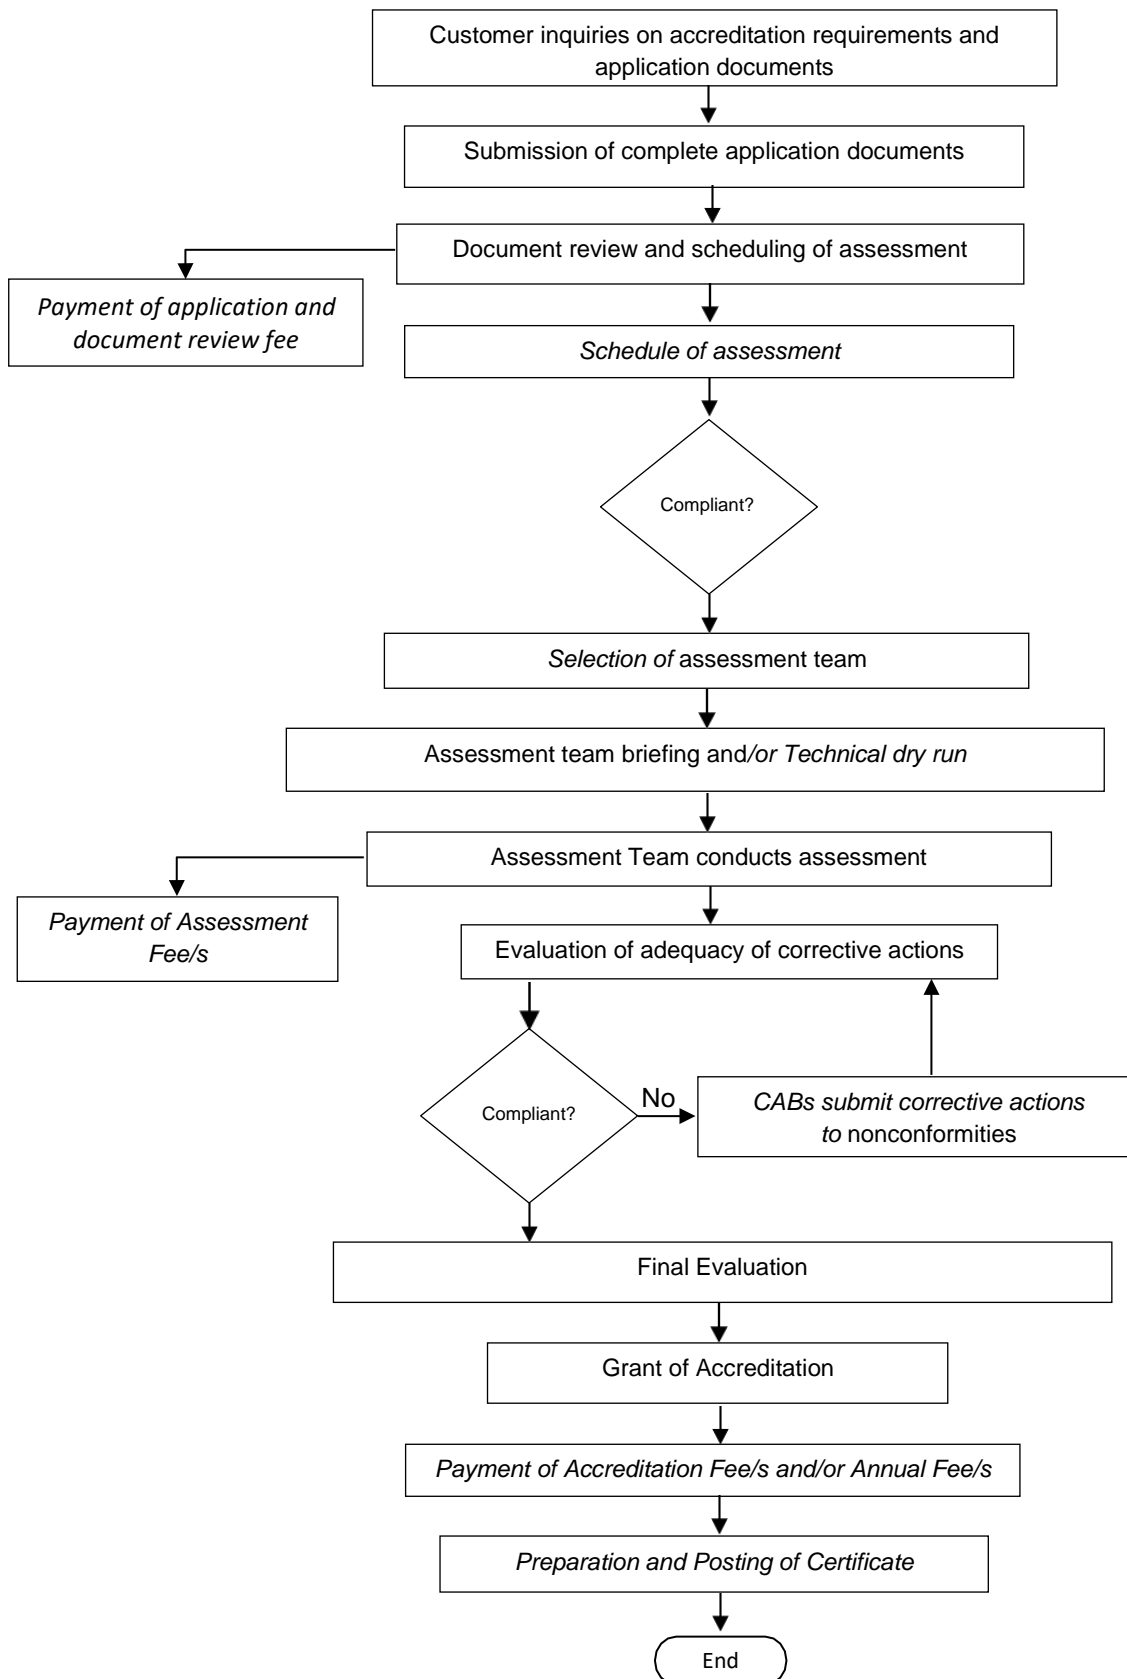 Customer inquiries on accreditation requirements and
application documents
Submission of complete application documents
Document review and scheduling of assessment
Payment of application and
document review fee
Schedule of assessment
Compliant?
Selection of assessment team
Assessment team briefing and/or Technical dry run
Assessment Team conducts assessment
Payment of Assessment
Fee/s
Evaluation of adequacy of corrective actions
Compliant?
No
CABs submit corrective actions
to nonconformities
Final Evaluation
Grant of Accreditation
Payment of Accreditation Fee/s and/or Annual Fee/s
Preparation and Posting of Certificate
End